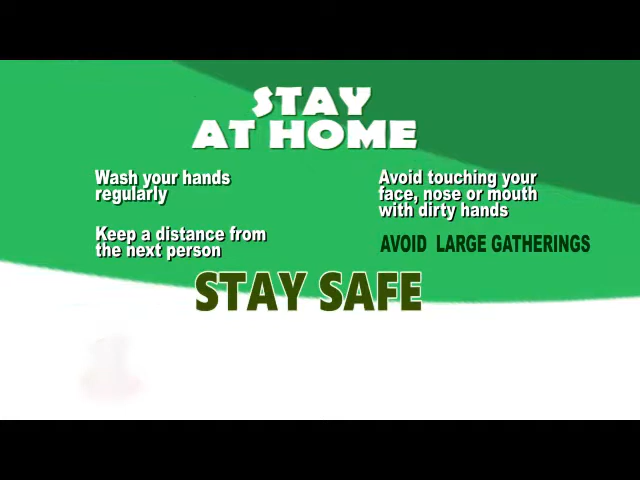 STAY
AT HOME
Wash your hands
regularly
Keep a distance from
the next person
Avoid touching your
face, nose or mouth
with dirty hands
AVOID LARGE GATHERINGS
STAY SAFE